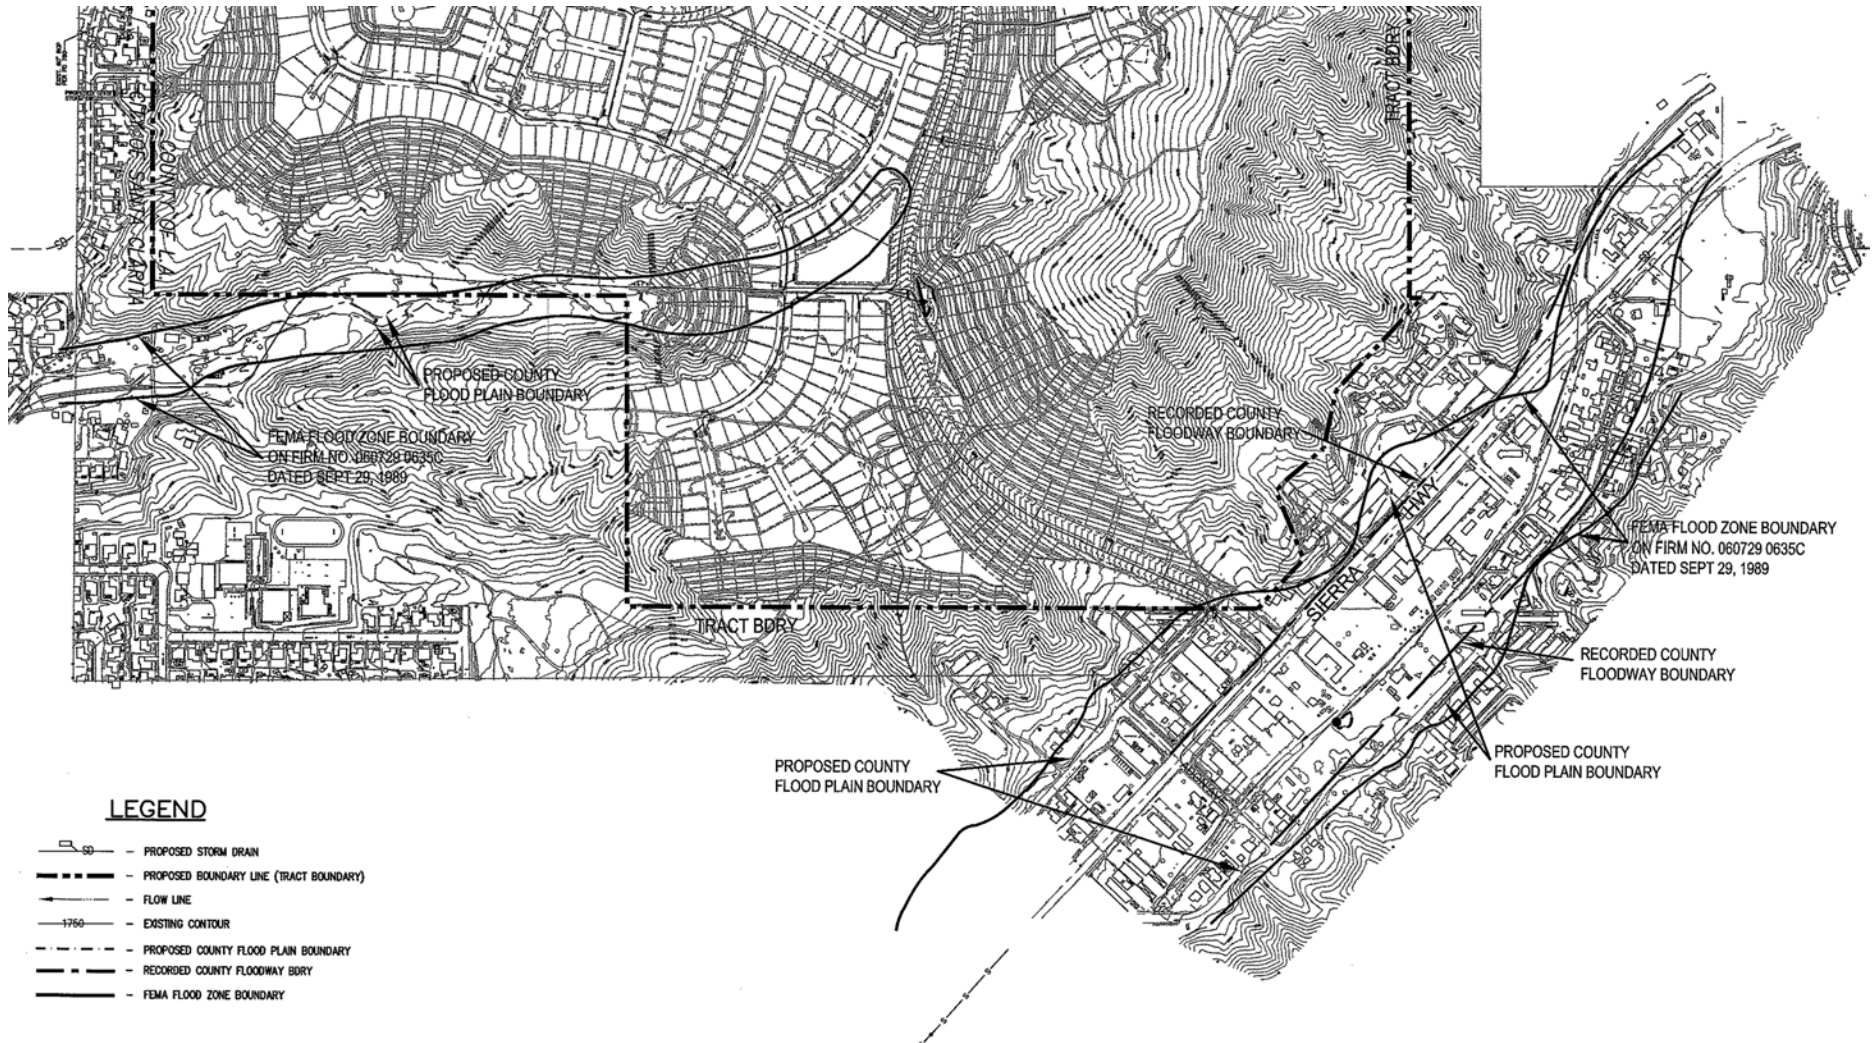 CITY OF SANTA CLARITA
COUNTY OF L.A.
TRACT BDRY
SD
PROPOSED COUNTY
FLOOD PLAIN BOUNDARY
FEMA FLOOD ZONE BOUNDARY
ON FIRM NO. 060729 0635C
DATED SEPT 29, 1989
RECORDED COUNTY
FLOODWAY BOUNDARY
SIERRA HWY
FEMA FLOOD ZONE BOUNDARY
ON FIRM NO. 060729 0635C
DATED SEPT 29, 1989
TRACT BDRY
RECORDED COUNTY
FLOODWAY BOUNDARY
PROPOSED COUNTY
FLOOD PLAIN BOUNDARY
PROPOSED COUNTY
FLOOD PLAIN BOUNDARY
LEGEND
SD - PROPOSED STORM DRAIN
- PROPOSED BOUNDARY LINE (TRACT BOUNDARY)
- FLOW LINE
1750 - EXISTING CONTOUR
- PROPOSED COUNTY FLOOD PLAIN BOUNDARY
- RECORDED COUNTY FLOODWAY BDRY
- FEMA FLOOD ZONE BOUNDARY
S
S